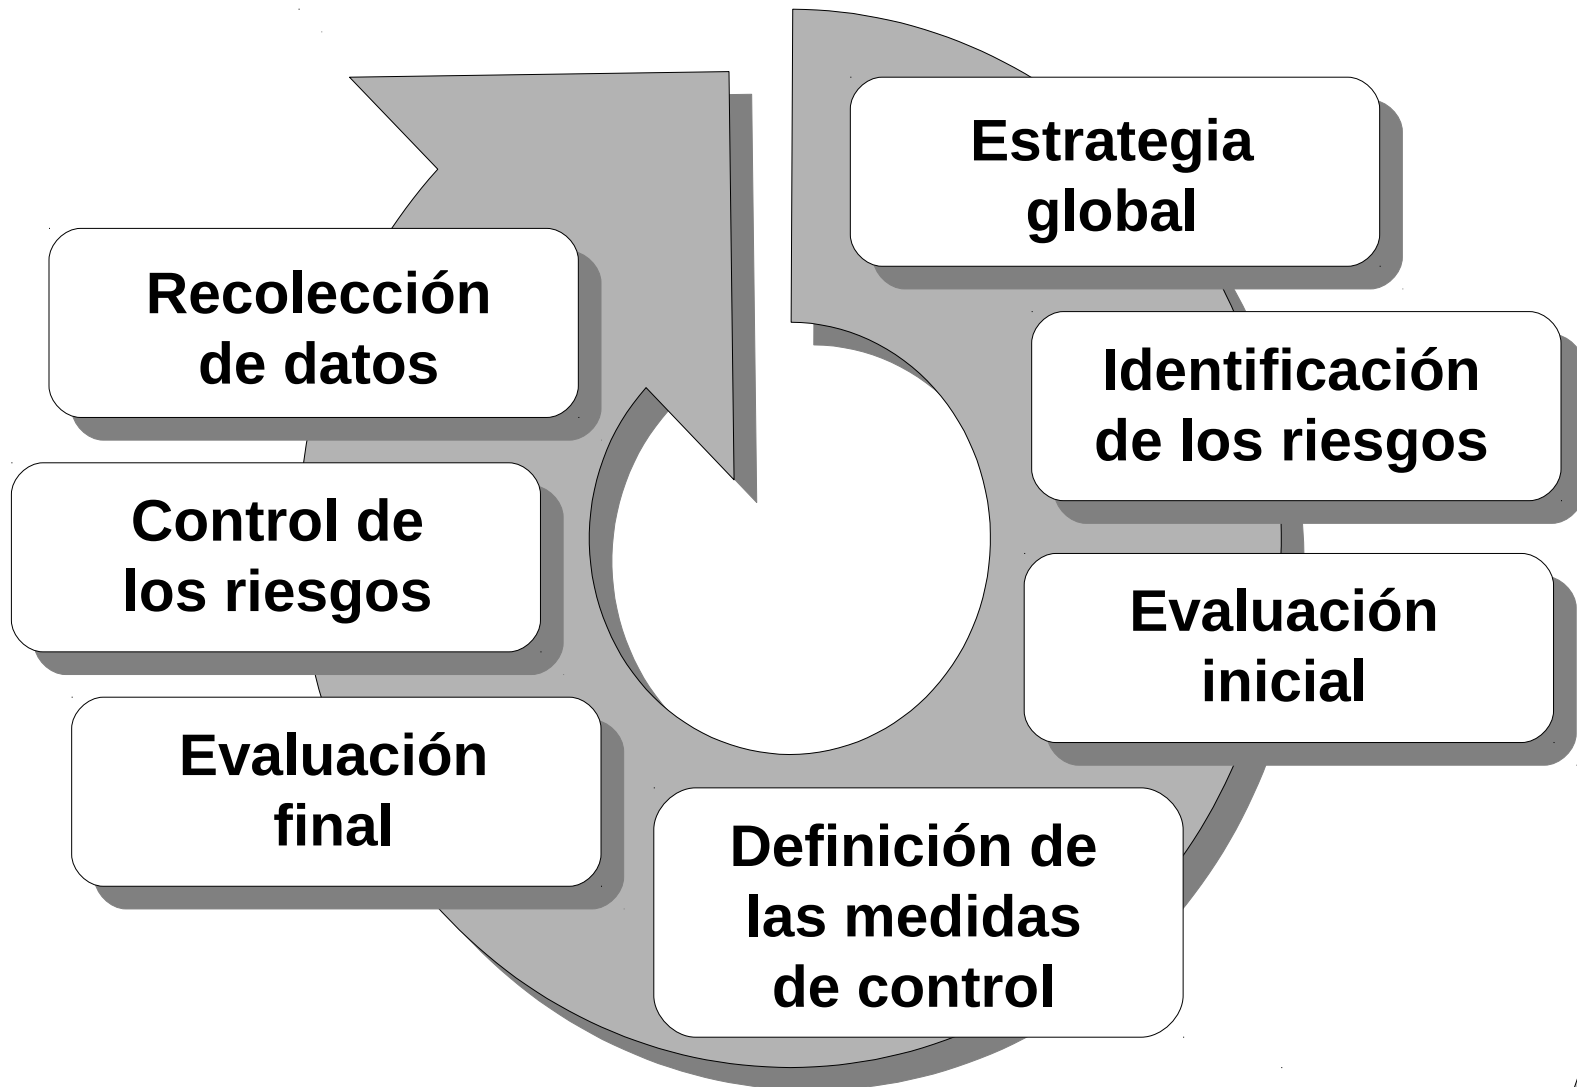 Estrategia
global
Identificación
de los riesgos
Evaluación
inicial
Definición de
las medidas
de control
Evaluación
final
Control de
los riesgos
Recolección
de datos